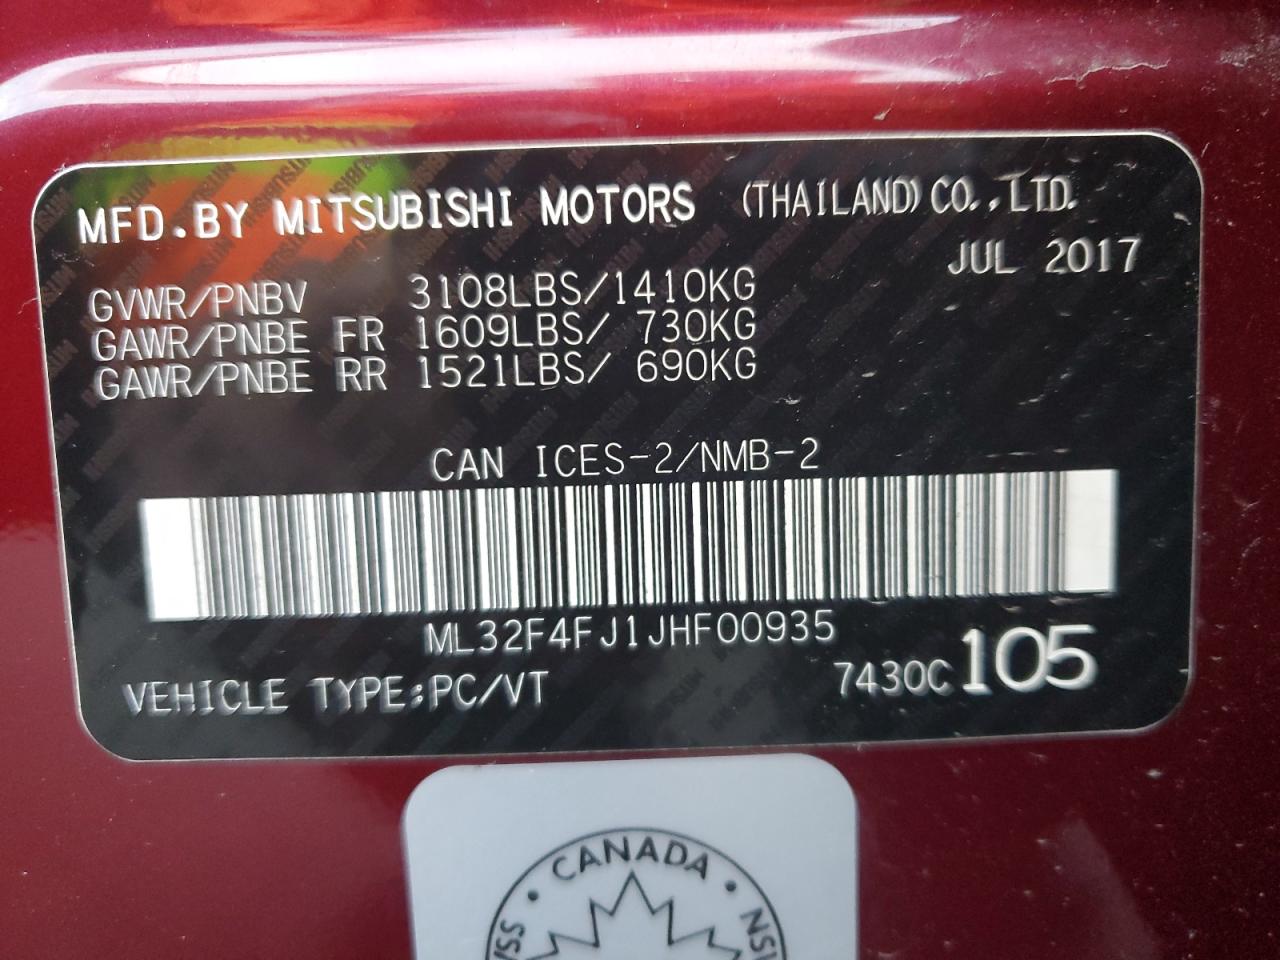 MFD.BY MITSUBISHI MOTORS (THAILAND) CO.,LTD.
JUL 2017
GVWR/PNBV 3108LBS/1410KG
GAWR/PNBE FR 1609LBS/ 730KG
GAWR/PNBE RR 1521LBS/ 690KG
CAN ICES-2/NMB-2
ML32F4FJ1JHF00935
7430C 105
VEHICLE TYPE:PC/VT
• CANADA •